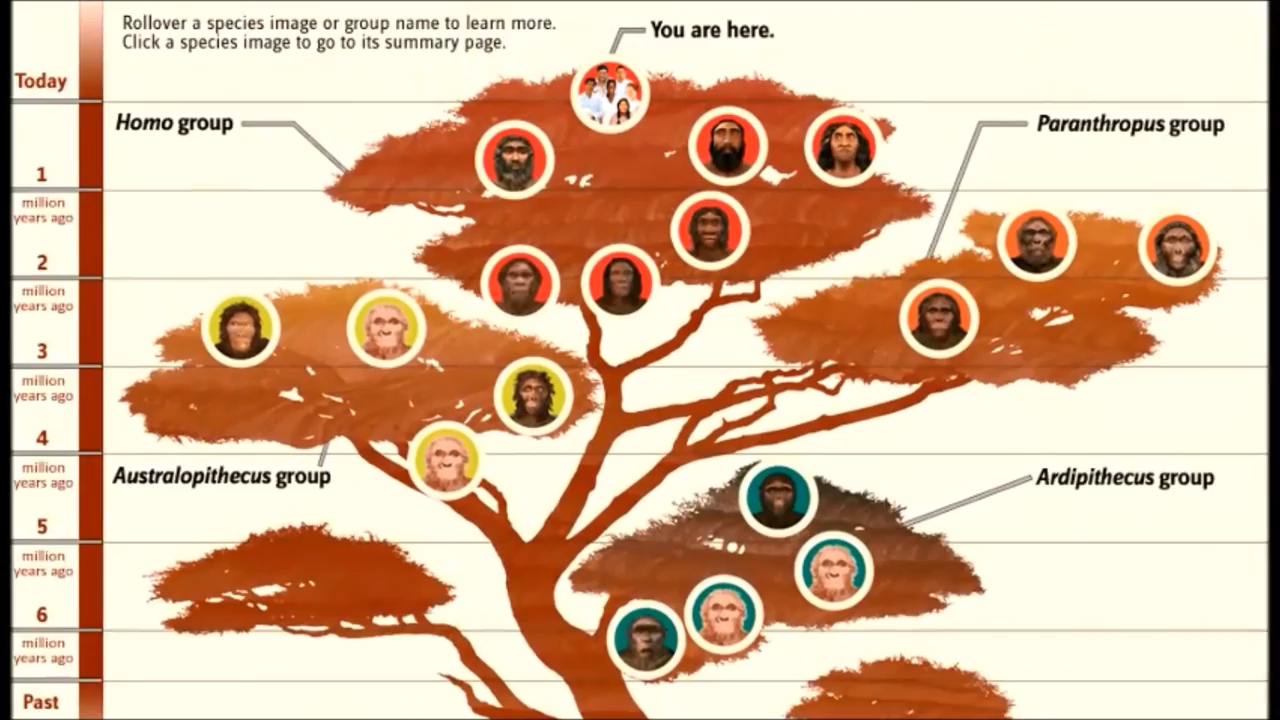 Rollover a species image or group name to learn more.
Click a species image to go to its summary page.
You are here.
Today
Homo group
Paranthropus group
1
million
years ago
2
million
years ago
3
million
years ago
4
million
years ago
Australopithecus group
Ardipithecus group
5
million
years ago
6
million
years ago
Past